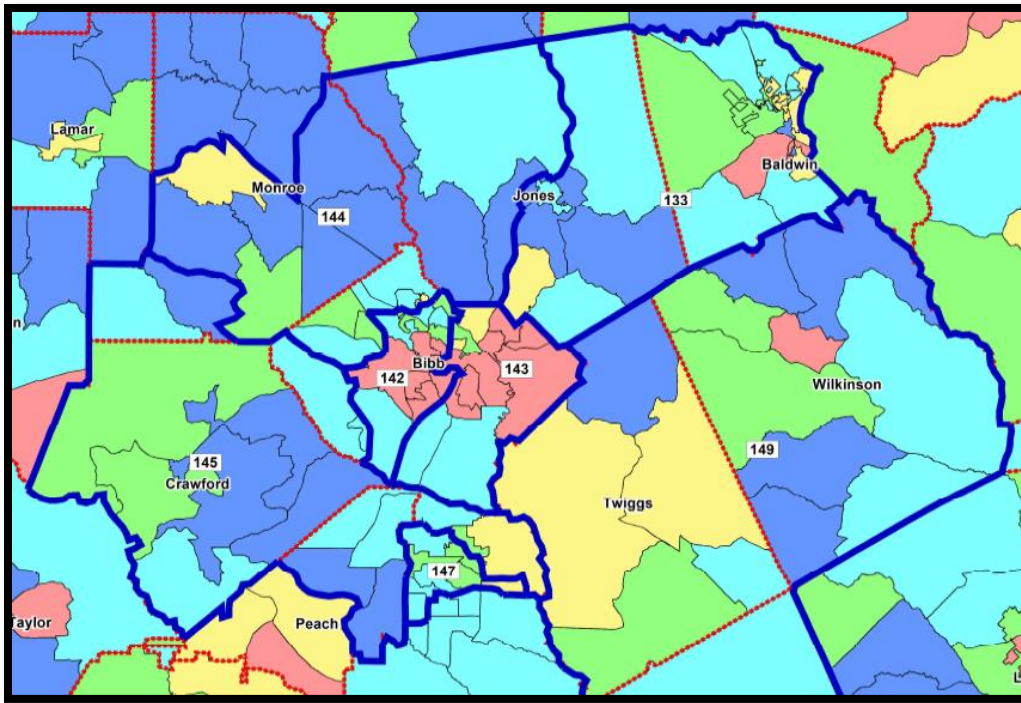 Lamar
Monroe
144
Jones
133
Baldwin
n
Bibb
142
143
Wilkinson
145
Crawford
149
Twiggs
147
Taylor
Peach
L